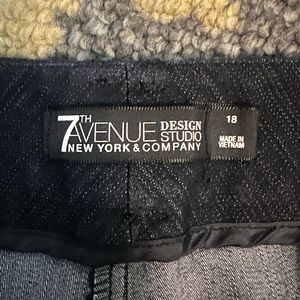 7TH AVENUE DESIGN STUDIO
NEW YORK & COMPANY
18
MADE IN
VIETNAM